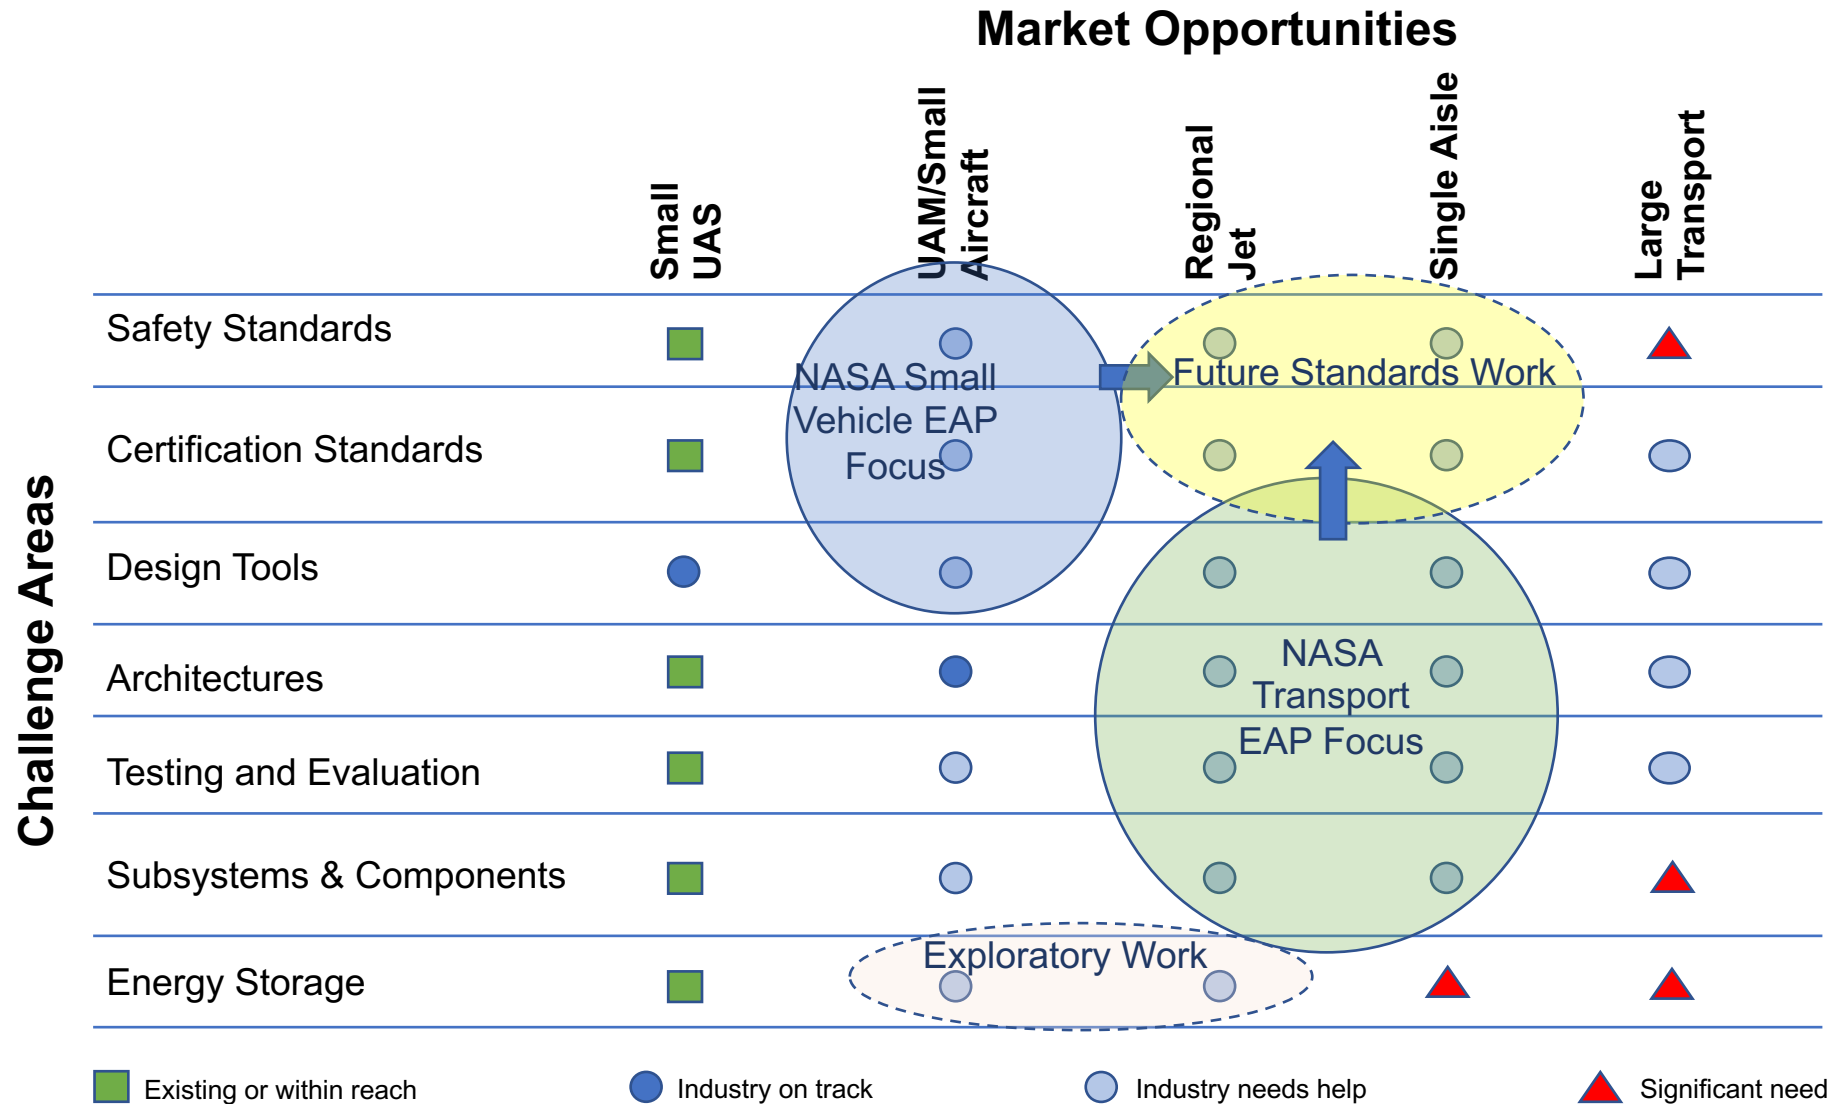 Market Opportunities
Small
UAS
UAM/Small
Aircraft
Regional
Jet
Single Aisle
Large
Transport
Challenge Areas
Safety Standards
Certification Standards
Design Tools
Architectures
Testing and Evaluation
Subsystems & Components
Energy Storage
NASA Small
Vehicle EAP
Focus
Future Standards Work
NASA
Transport
EAP Focus
Exploratory Work
Existing or within reach
Industry on track
Industry needs help
Significant need